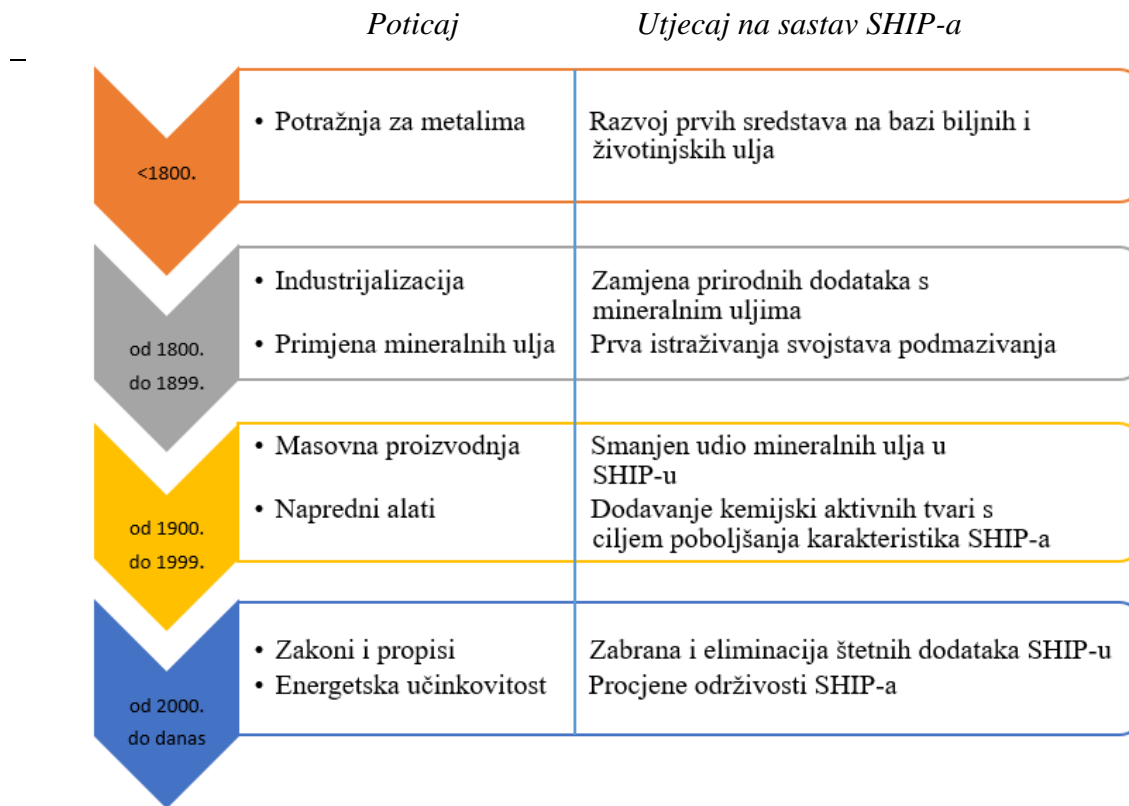 Poticaj Utjecaj na sastav SHIP-a
–
<1800.
• Potražnja za metalima
Razvoj prvih sredstava na bazi biljnih i
životinjskih ulja
od 1800.
do 1899.
• Industrijalizacija
Zamjena prirodnih dodataka s
mineralnim uljima
• Primjena mineralnih ulja
Prva istraživanja svojstava podmazivanja
od 1900.
do 1999.
• Masovna proizvodnja
Smanjen udio mineralnih ulja u
SHIP-u
• Napredni alati
Dodavanje kemijski aktivnih tvari s
ciljem poboljšanja karakteristika SHIP-a
od 2000.
do danas
• Zakoni i propisi
Zabrana i eliminacija štetnih dodataka SHIP-u
• Energetska učinkovitost
Procjene održivosti SHIP-a